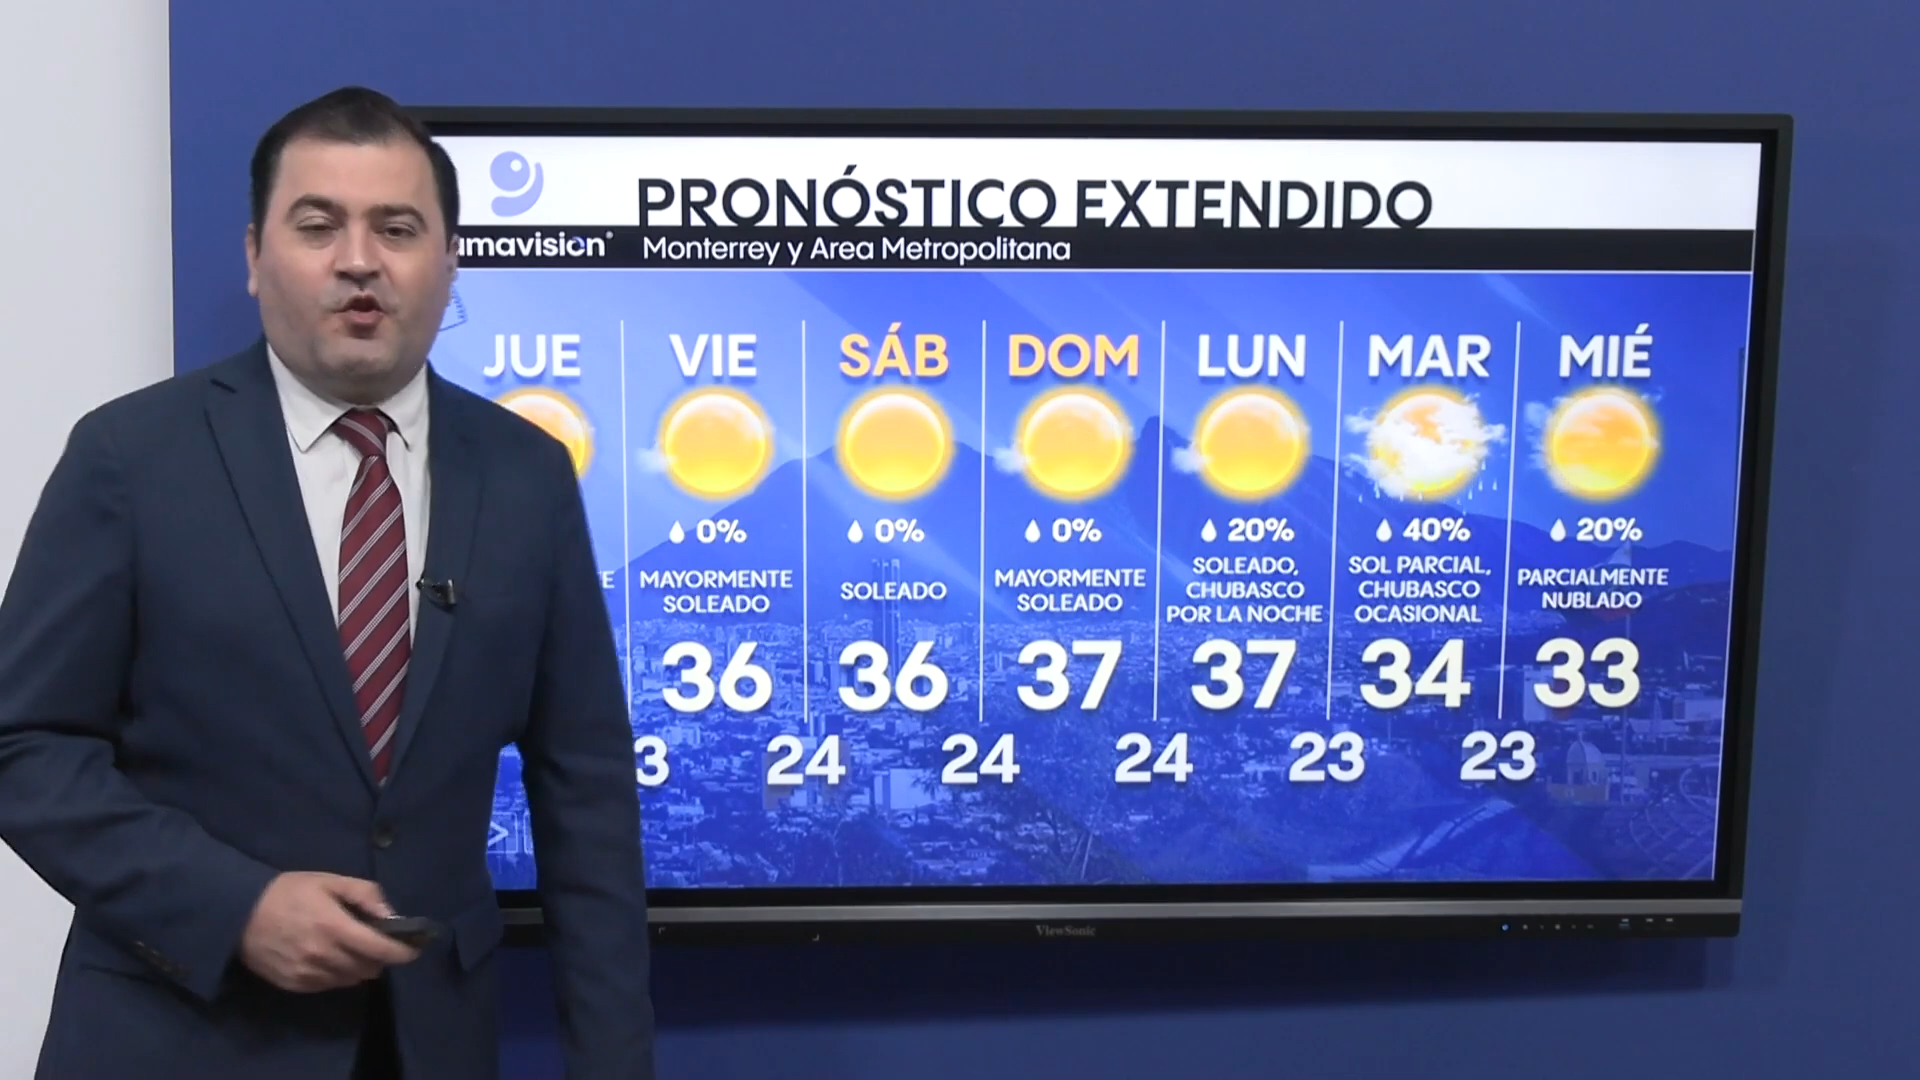 PRONÓSTICO EXTENDIDO
amavision®
Monterrey y Area Metropolitana
JUE
VIE
SÁB
DOM
LUN
MAR
MIÉ
0%
0%
0%
20%
40%
20%
MAYORMENTE
SOLEADO
SOLEADO
MAYORMENTE
SOLEADO
SOLEADO,
CHUBASCO
POR LA NOCHE
SOL PARCIAL,
CHUBASCO
OCASIONAL
PARCIALMENTE
NUBLADO
36
36
37
37
34
33
3
24
24
24
23
23
ViewSonic